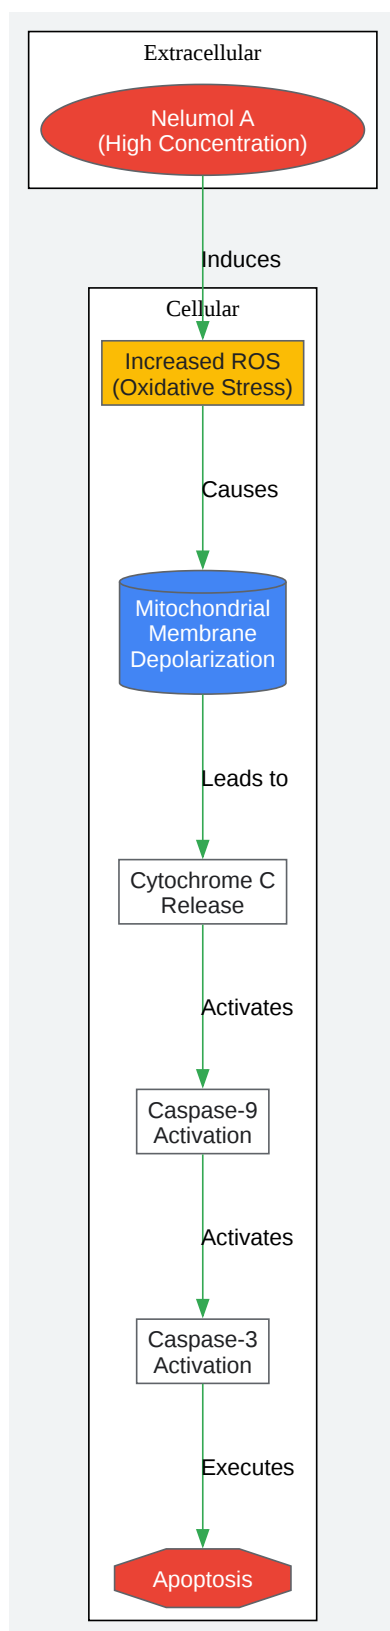 Extracellular
Nelumol A
(High Concentration)
Induces
Cellular
Increased ROS
(Oxidative Stress)
Causes
Mitochondrial
Membrane
Depolarization
Leads to
Cytochrome C
Release
Activates
Caspase-9
Activation
Activates
Caspase-3
Activation
Executes
Apoptosis